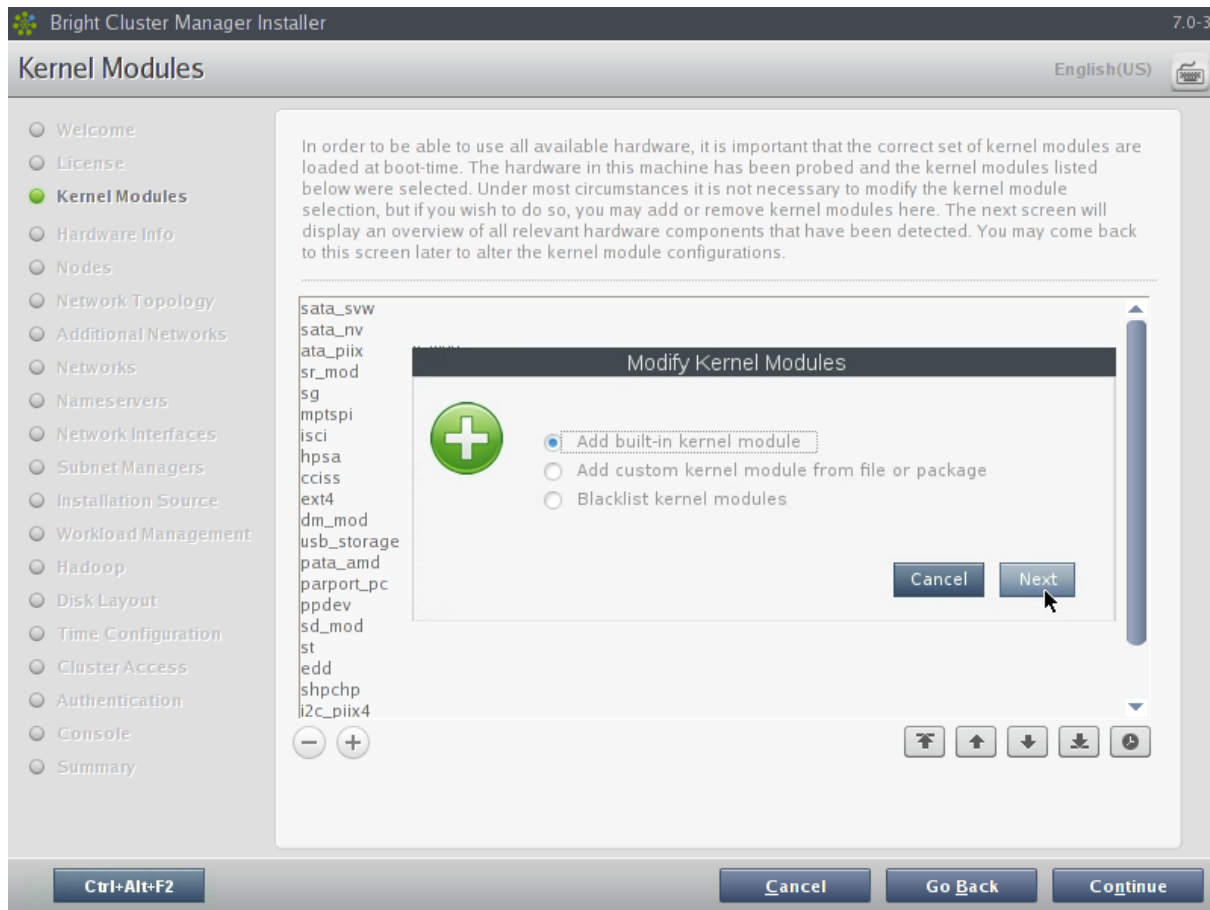 Bright Cluster Manager Installer
7.0-3
Kernel Modules
English(US)
Welcome
License
Kernel Modules
Hardware Info
Nodes
Network Topology
Additional Networks
Networks
Nameservers
Network Interfaces
Subnet Managers
Installation Source
Workload Management
Hadoop
Disk Layout
Time Configuration
Cluster Access
Authentication
Console
Summary
In order to be able to use all available hardware, it is important that the correct set of kernel modules are
loaded at boot-time. The hardware in this machine has been probed and the kernel modules listed
below were selected. Under most circumstances it is not necessary to modify the kernel module
selection, but if you wish to do so, you may add or remove kernel modules here. The next screen will
display an overview of all relevant hardware components that have been detected. You may come back
to this screen later to alter the kernel module configurations.
sata_svw
sata_nv
ata_piix
sr_mod
sg
mptspi
isci
hpsa
cciss
ext4
dm_mod
usb_storage
pata_amd
parport_pc
ppdev
sd_mod
st
edd
shpchp
i2c_piix4
Modify Kernel Modules
Add built-in kernel module
Add custom kernel module from file or package
Blacklist kernel modules
Cancel
Next
Ctrl+Alt+F2
Cancel
Go Back
Continue